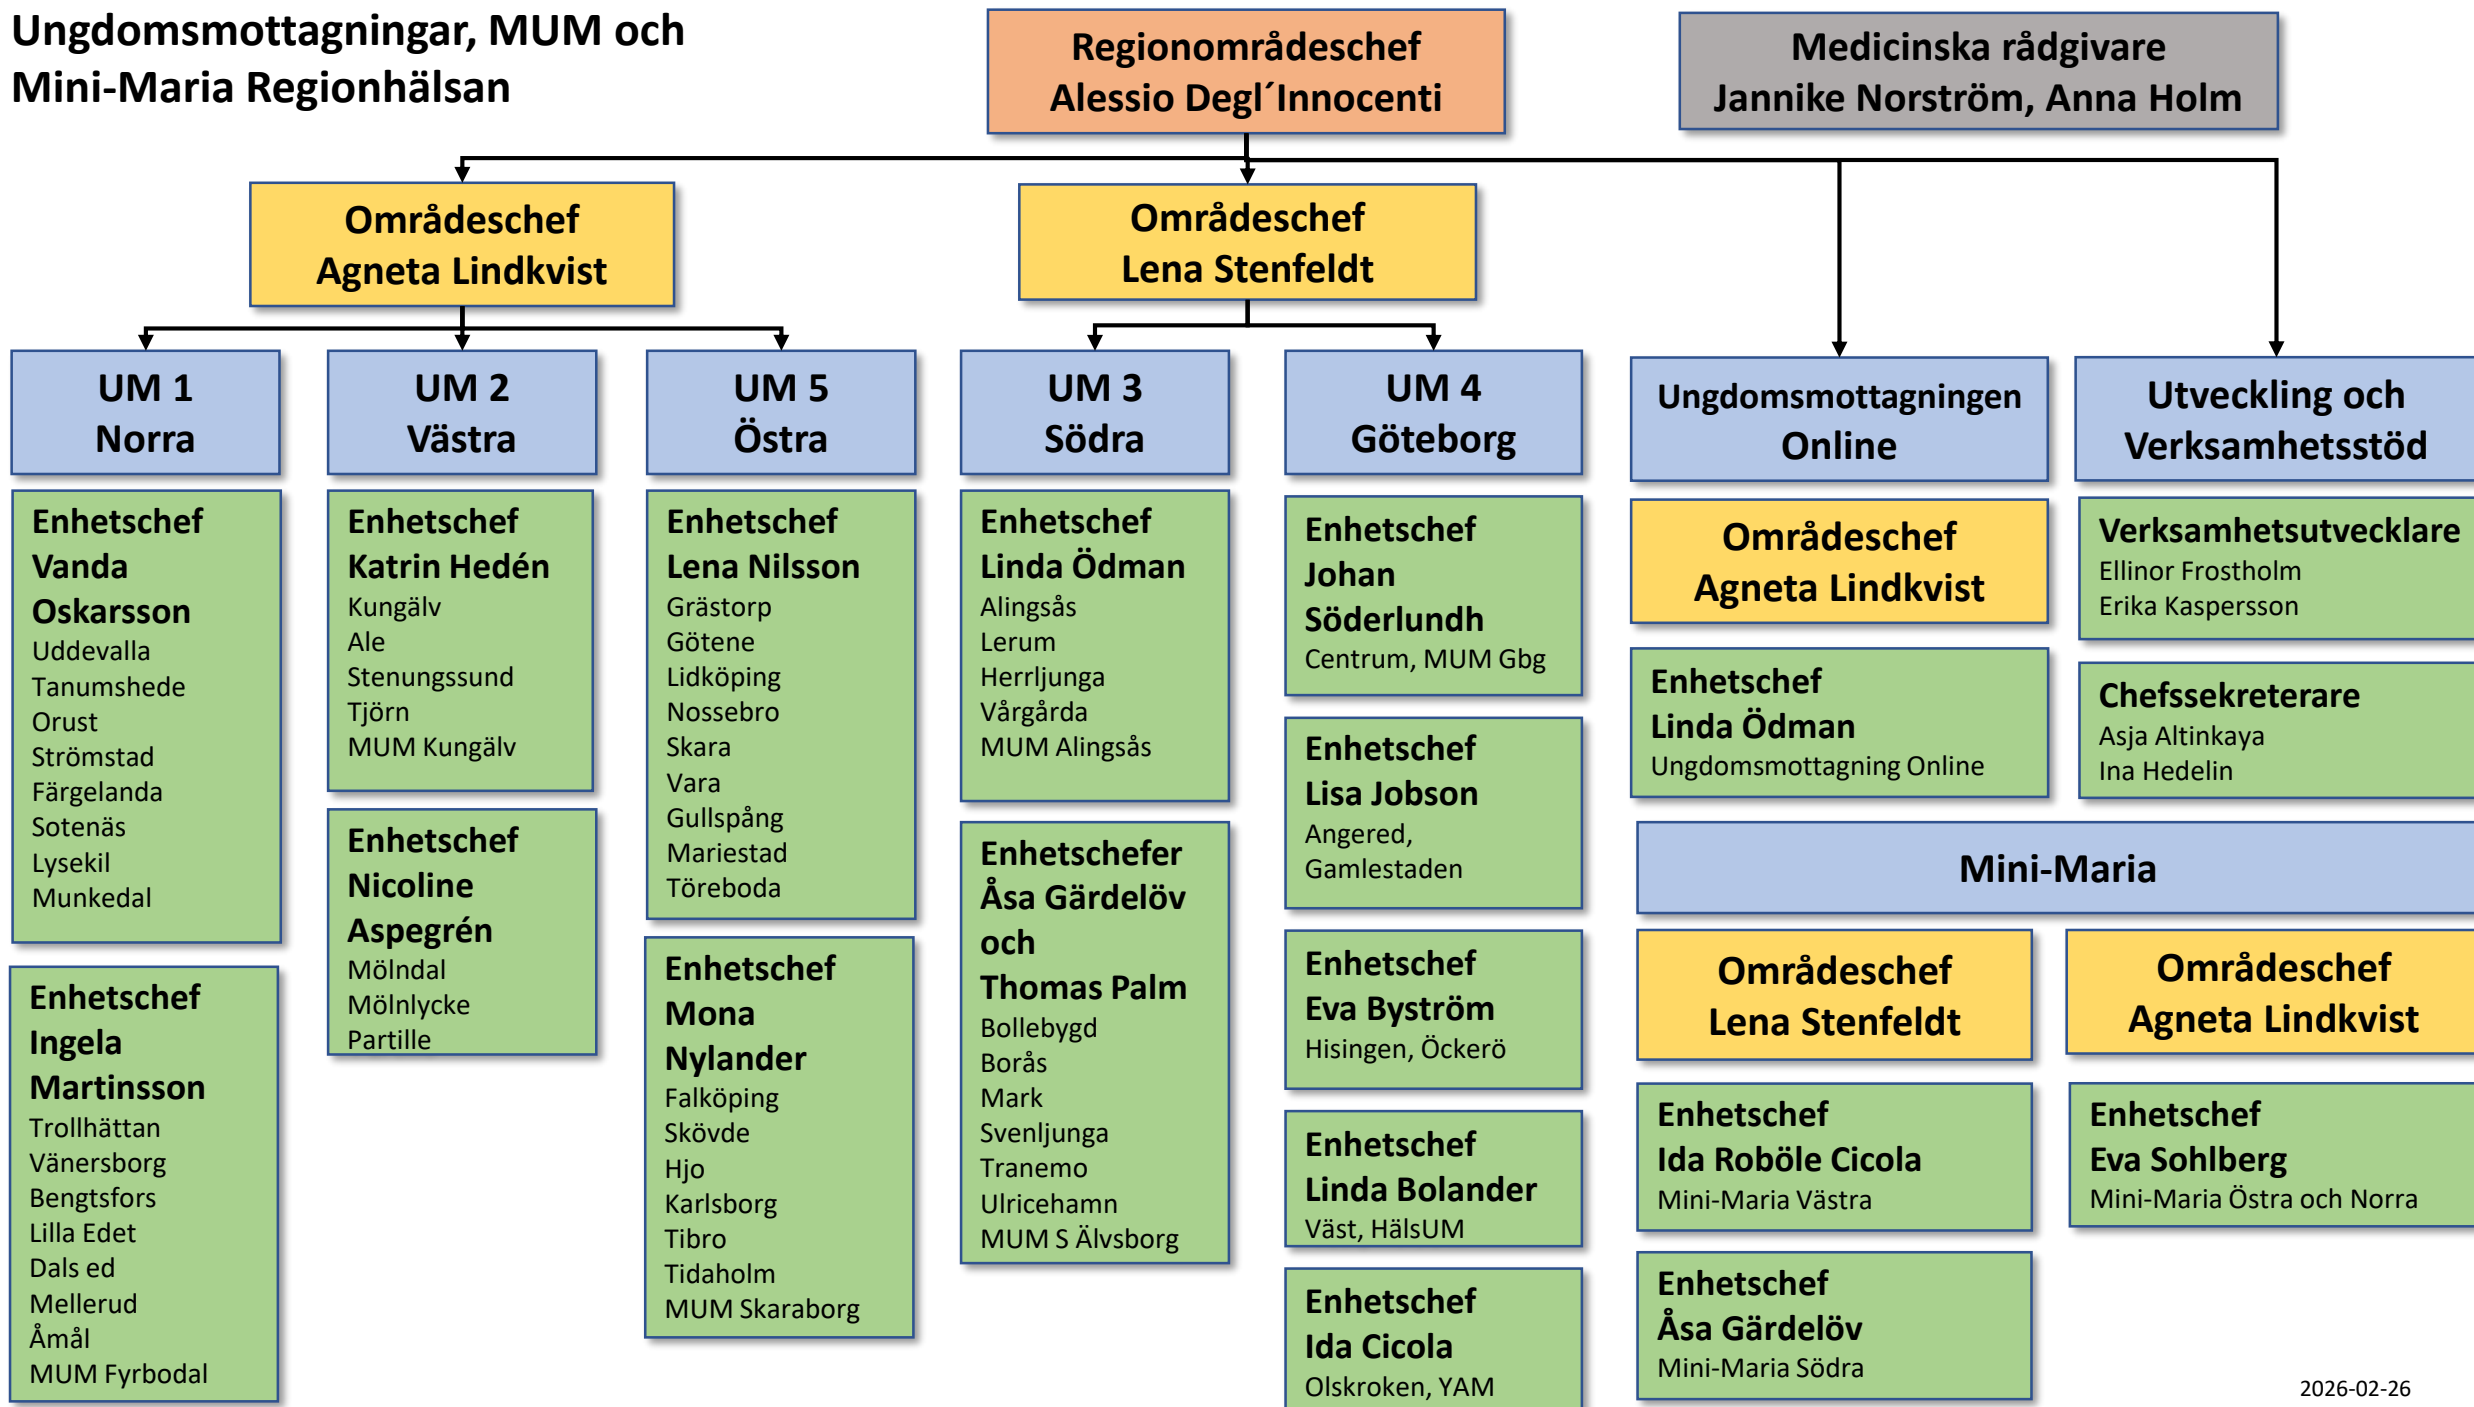 Ungdomsmottagningar, MUM och
Mini-Maria Regionhälsan
Regionområdeschef
Alessio Degl´Innocenti
Medicinska rådgivare
Jannike Norström, Anna Holm
Områdeschef
Agneta Lindkvist
Områdeschef
Lena Stenfeldt
UM 1
Norra
Enhetschef
Vanda
Oskarsson
Uddevalla
Tanumshede
Orust
Strömstad
Färgelanda
Sotenäs
Lysekil
Munkedal
Enhetschef
Ingela
Martinsson
Trollhättan
Vänersborg
Bengtsfors
Lilla Edet
Dals ed
Mellerud
Åmål
MUM Fyrbodal
UM 2
Västra
Enhetschef
Katrin Hedén
Kungälv
Ale
Stenungssund
Tjörn
MUM Kungälv
Enhetschef
Nicoline
Aspegrén
Mölndal
Mölnlycke
Partille
UM 5
Östra
Enhetschef
Lena Nilsson
Grästorp
Götene
Lidköping
Nossebro
Skara
Vara
Gullspång
Mariestad
Töreboda
Enhetschef
Mona
Nylander
Falköping
Skövde
Hjo
Karlsborg
Tibro
Tidaholm
MUM Skaraborg
UM 3
Södra
Enhetschef
Linda Ödman
Alingsås
Lerum
Herrljunga
Vårgårda
MUM Alingsås
Enhetschefer
Åsa Gärdelöv
och
Thomas Palm
Bollebygd
Borås
Mark
Svenljunga
Tranemo
Ulricehamn
MUM S Älvsborg
UM 4
Göteborg
Enhetschef
Johan
Söderlundh
Centrum, MUM Gbg
Enhetschef
Lisa Jobson
Angered,
Gamlestaden
Enhetschef
Eva Byström
Hisingen, Öckerö
Enhetschef
Linda Bolander
Väst, HälsUM
Enhetschef
Ida Cicola
Olskroken, YAM
Ungdomsmottagningen
Online
Områdeschef
Agneta Lindkvist
Enhetschef
Linda Ödman
Ungdomsmottagning Online
Utveckling och
Verksamhetsstöd
Verksamhetsutvecklare
Ellinor Frostholm
Erika Kaspersson
Chefssekreterare
Asja Altinkaya
Ina Hedelin
Mini-Maria
Områdeschef
Lena Stenfeldt
Enhetschef
Ida Roböle Cicola
Mini-Maria Västra
Enhetschef
Åsa Gärdelöv
Mini-Maria Södra
Områdeschef
Agneta Lindkvist
Enhetschef
Eva Sohlberg
Mini-Maria Östra och Norra
2026-02-26